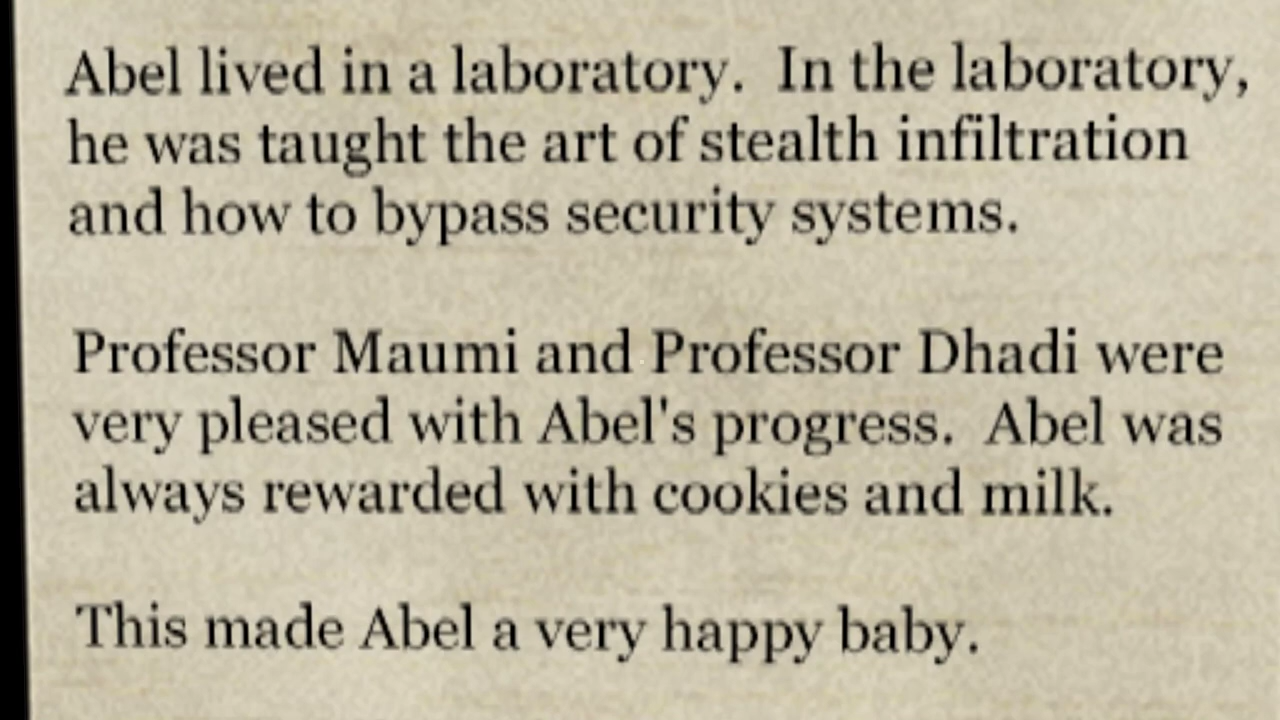 Abel lived in a laboratory.  In the laboratory,
he was taught the art of stealth infiltration
and how to bypass security systems.
Professor Maumi and Professor Dhadi were
very pleased with Abel's progress.  Abel was
always rewarded with cookies and milk.
This made Abel a very happy baby.